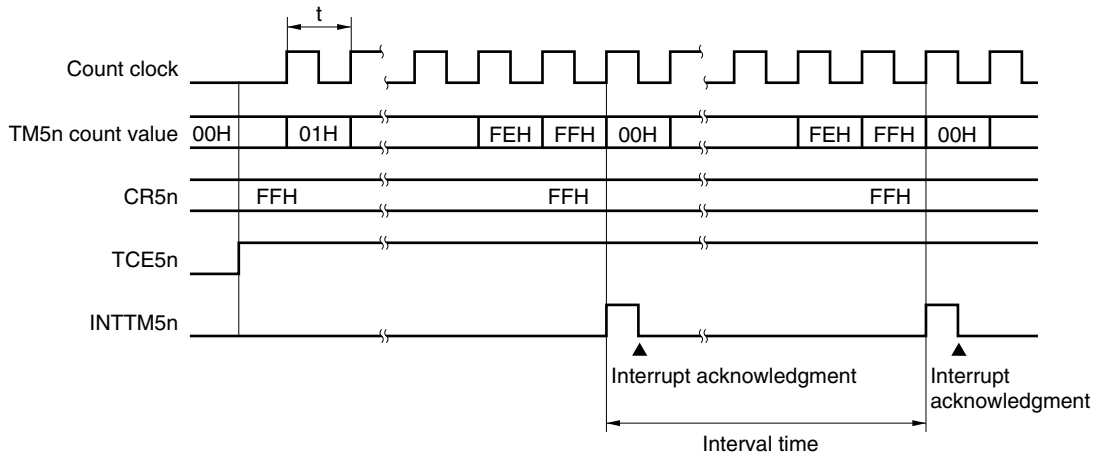 t
Count clock
TM5n count value 00H 01H FEH FFH 00H FEH FFH 00H
CR5n FFH FFH FFH
TCE5n
INTTM5n
Interrupt acknowledgment
Interrupt
acknowledgment
Interval time